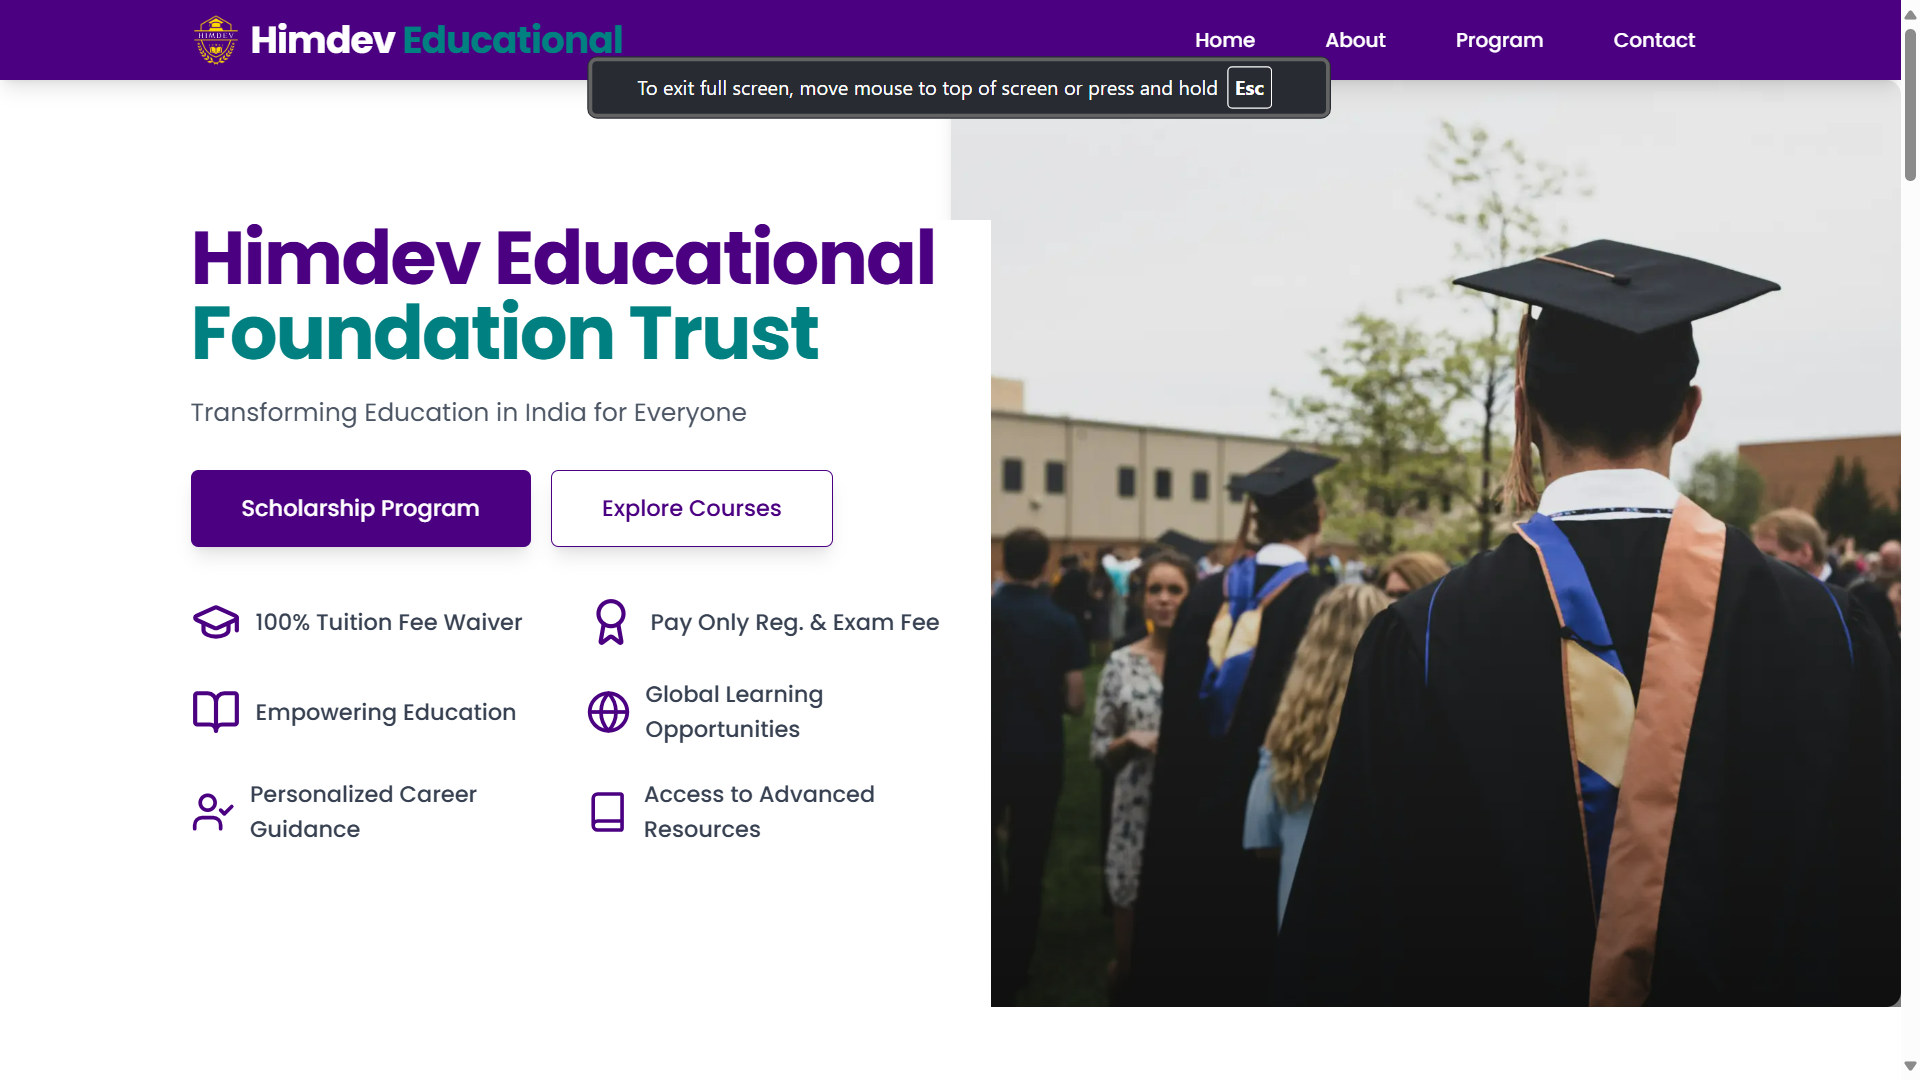 HIMDEV
Himdev Educational
Home
About
Program
Contact
To exit full screen, move mouse to top of screen or press and hold Esc
Himdev Educational
Foundation Trust
Transforming Education in India for Everyone
Scholarship Program
Explore Courses
100% Tuition Fee Waiver
Pay Only Reg. & Exam Fee
Empowering Education
Global Learning
Opportunities
Personalized Career
Guidance
Access to Advanced
Resources